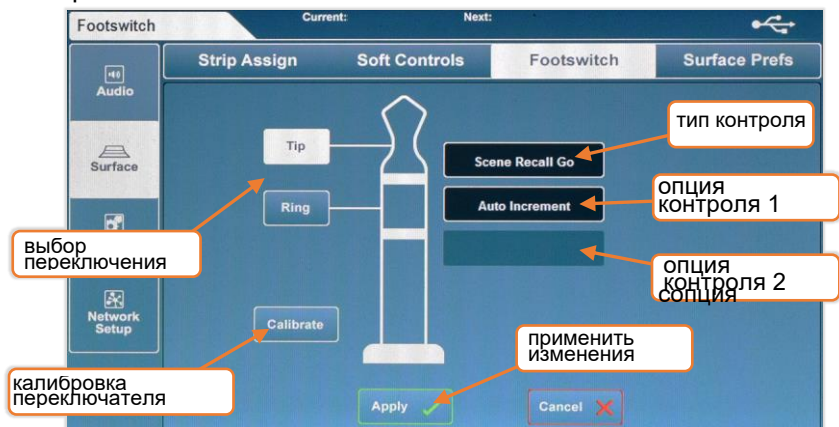 Footswitch
Current:
Next:
Audio
Strip Assign
Soft Controls
Footswitch
Surface Prefs
Surface
Tip
Ring
Scene Recall Go
Auto Increment
тип контроля
опция
контроля 1
выбор
переключения
опция
контроля 2
сопция
Network
Setup
Calibrate
применить
изменения
калибровка
переключателя
Apply
Cancel